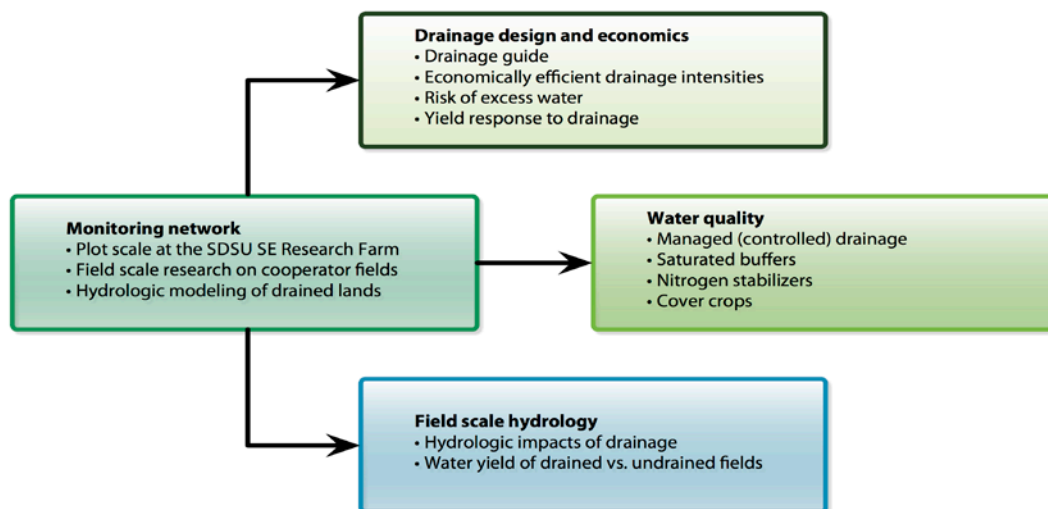 Drainage design and economics
• Drainage guide
• Economically efficient drainage intensities
• Risk of excess water
• Yield response to drainage
Monitoring network
• Plot scale at the SDSU SE Research Farm
• Field scale research on cooperator fields
• Hydrologic modeling of drained lands
Water quality
• Managed (controlled) drainage
• Saturated buffers
• Nitrogen stabilizers
• Cover crops
Field scale hydrology
• Hydrologic impacts of drainage
• Water yield of drained vs. undrained fields